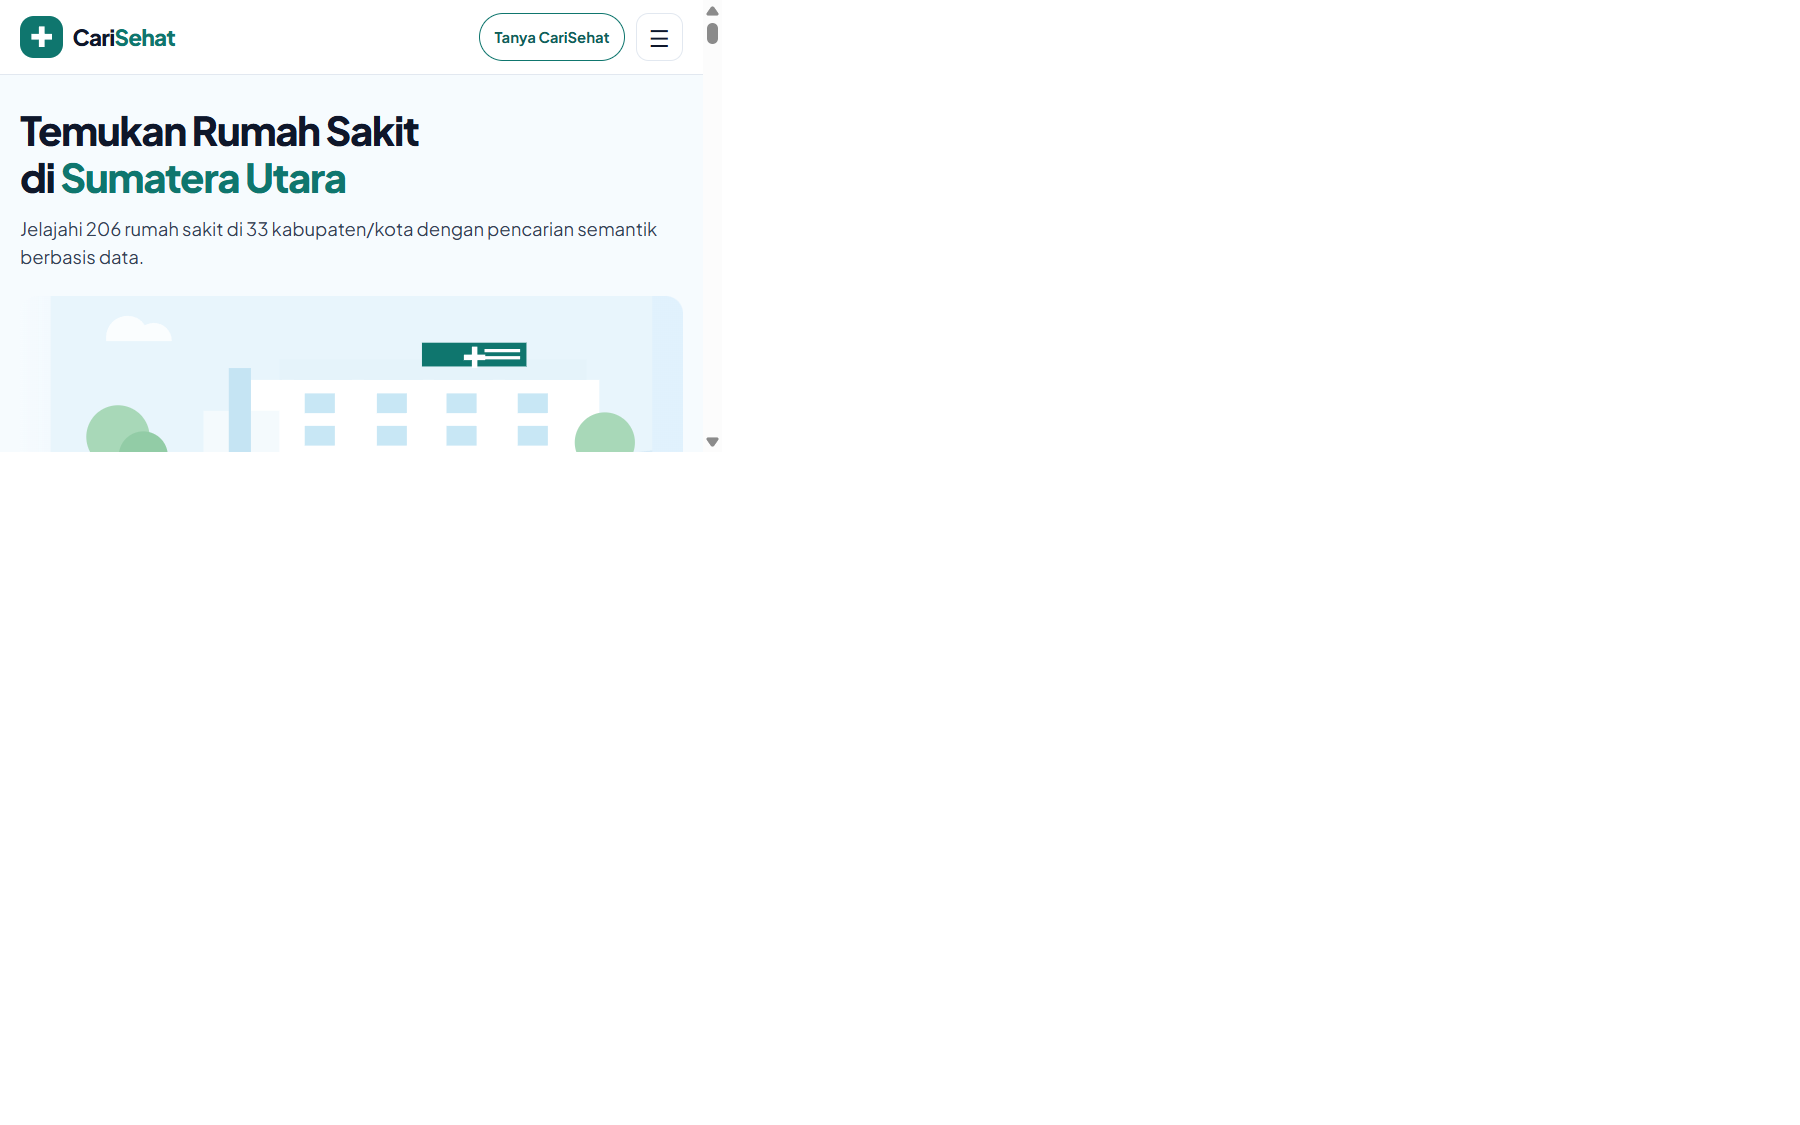 CariSehat
Tanya CariSehat
Temukan Rumah Sakit
di Sumatera Utara
Jelajahi 206 rumah sakit di 33 kabupaten/kota dengan pencarian semantik
berbasis data.